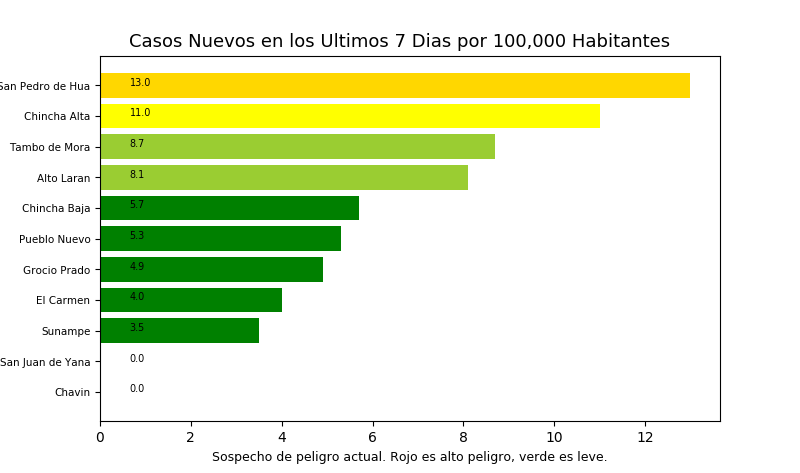 Casos Nuevos en los Ultimos 7 Dias por 100,000 Habitantes
San Pedro de Hua 13.0
Chincha Alta 11.0
Tambo de Mora 8.7
Alto Laran 8.1
Chincha Baja 5.7
Pueblo Nuevo 5.3
Grocio Prado 4.9
El Carmen 4.0
Sunampe 3.5
San Juan de Yana 0.0
Chavin 0.0
0 2 4 6 8 10 12
Sospecho de peligro actual. Rojo es alto peligro, verde es leve.